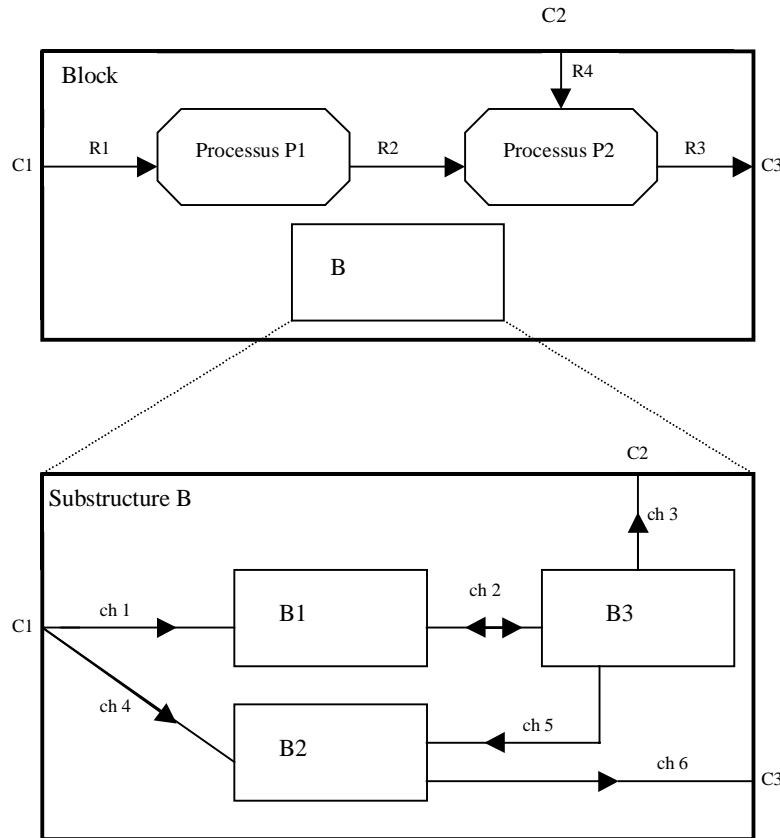 C2
Block
R4
Processus P1
Processus P2
C1
R1
R2
R3
C3
B
C2
Substructure B
ch 3
ch 1
B1
ch 2
B3
C1
ch 4
B2
ch 5
ch 6
C3